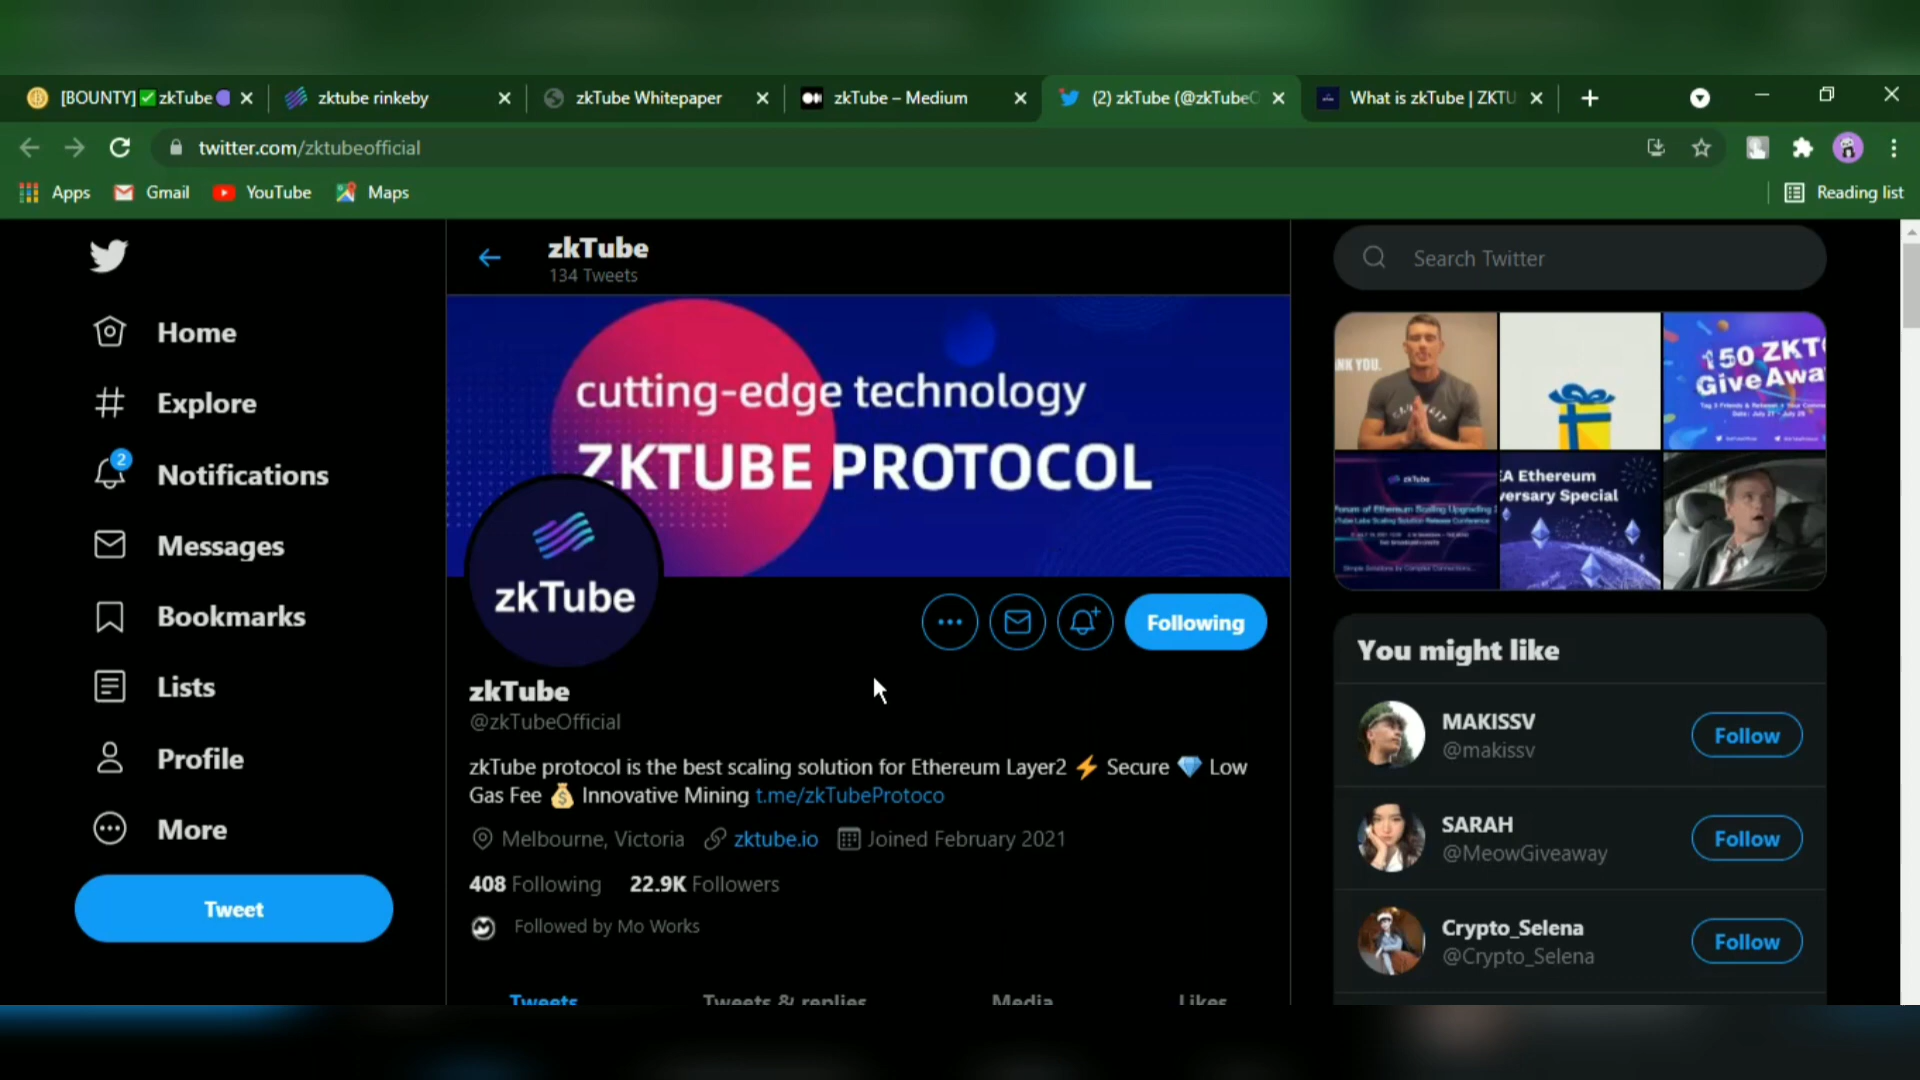 [BOUNTY] ✅ zkTube
zktube rinkeby
zkTube Whitepaper
zkTube – Medium
(2) zkTube (@zkTubeO
What is zkTube | ZKTU
twitter.com/zktubeofficial
Apps
Gmail
YouTube
Maps
Reading list
zkTube
134 Tweets
Search Twitter
Home
Explore
2
Notifications
Messages
Bookmarks
Lists
Profile
More
Tweet
cutting-edge technology
ZKTUBE PROTOCOL
zkTube
Following
zkTube
@zkTubeOfficial
zkTube protocol is the best scaling solution for Ethereum Layer2 ⚡ Secure 💎 Low
Gas Fee 💰 Innovative Mining t.me/zkTubeProtoco
Melbourne, Victoria zktube.io Joined February 2021
408 Following 22.9K Followers
Followed by Mo Works
Tweets
Tweets & replies
Media
Likes
NK YOU.
150 ZKT
GiveAwa
zkTube
A Ethereum
versary Special
You might like
MAKISSV
@makissv
Follow
SARAH
@MeowGiveaway
Follow
Crypto_Selena
@Crypto_Selena
Follow